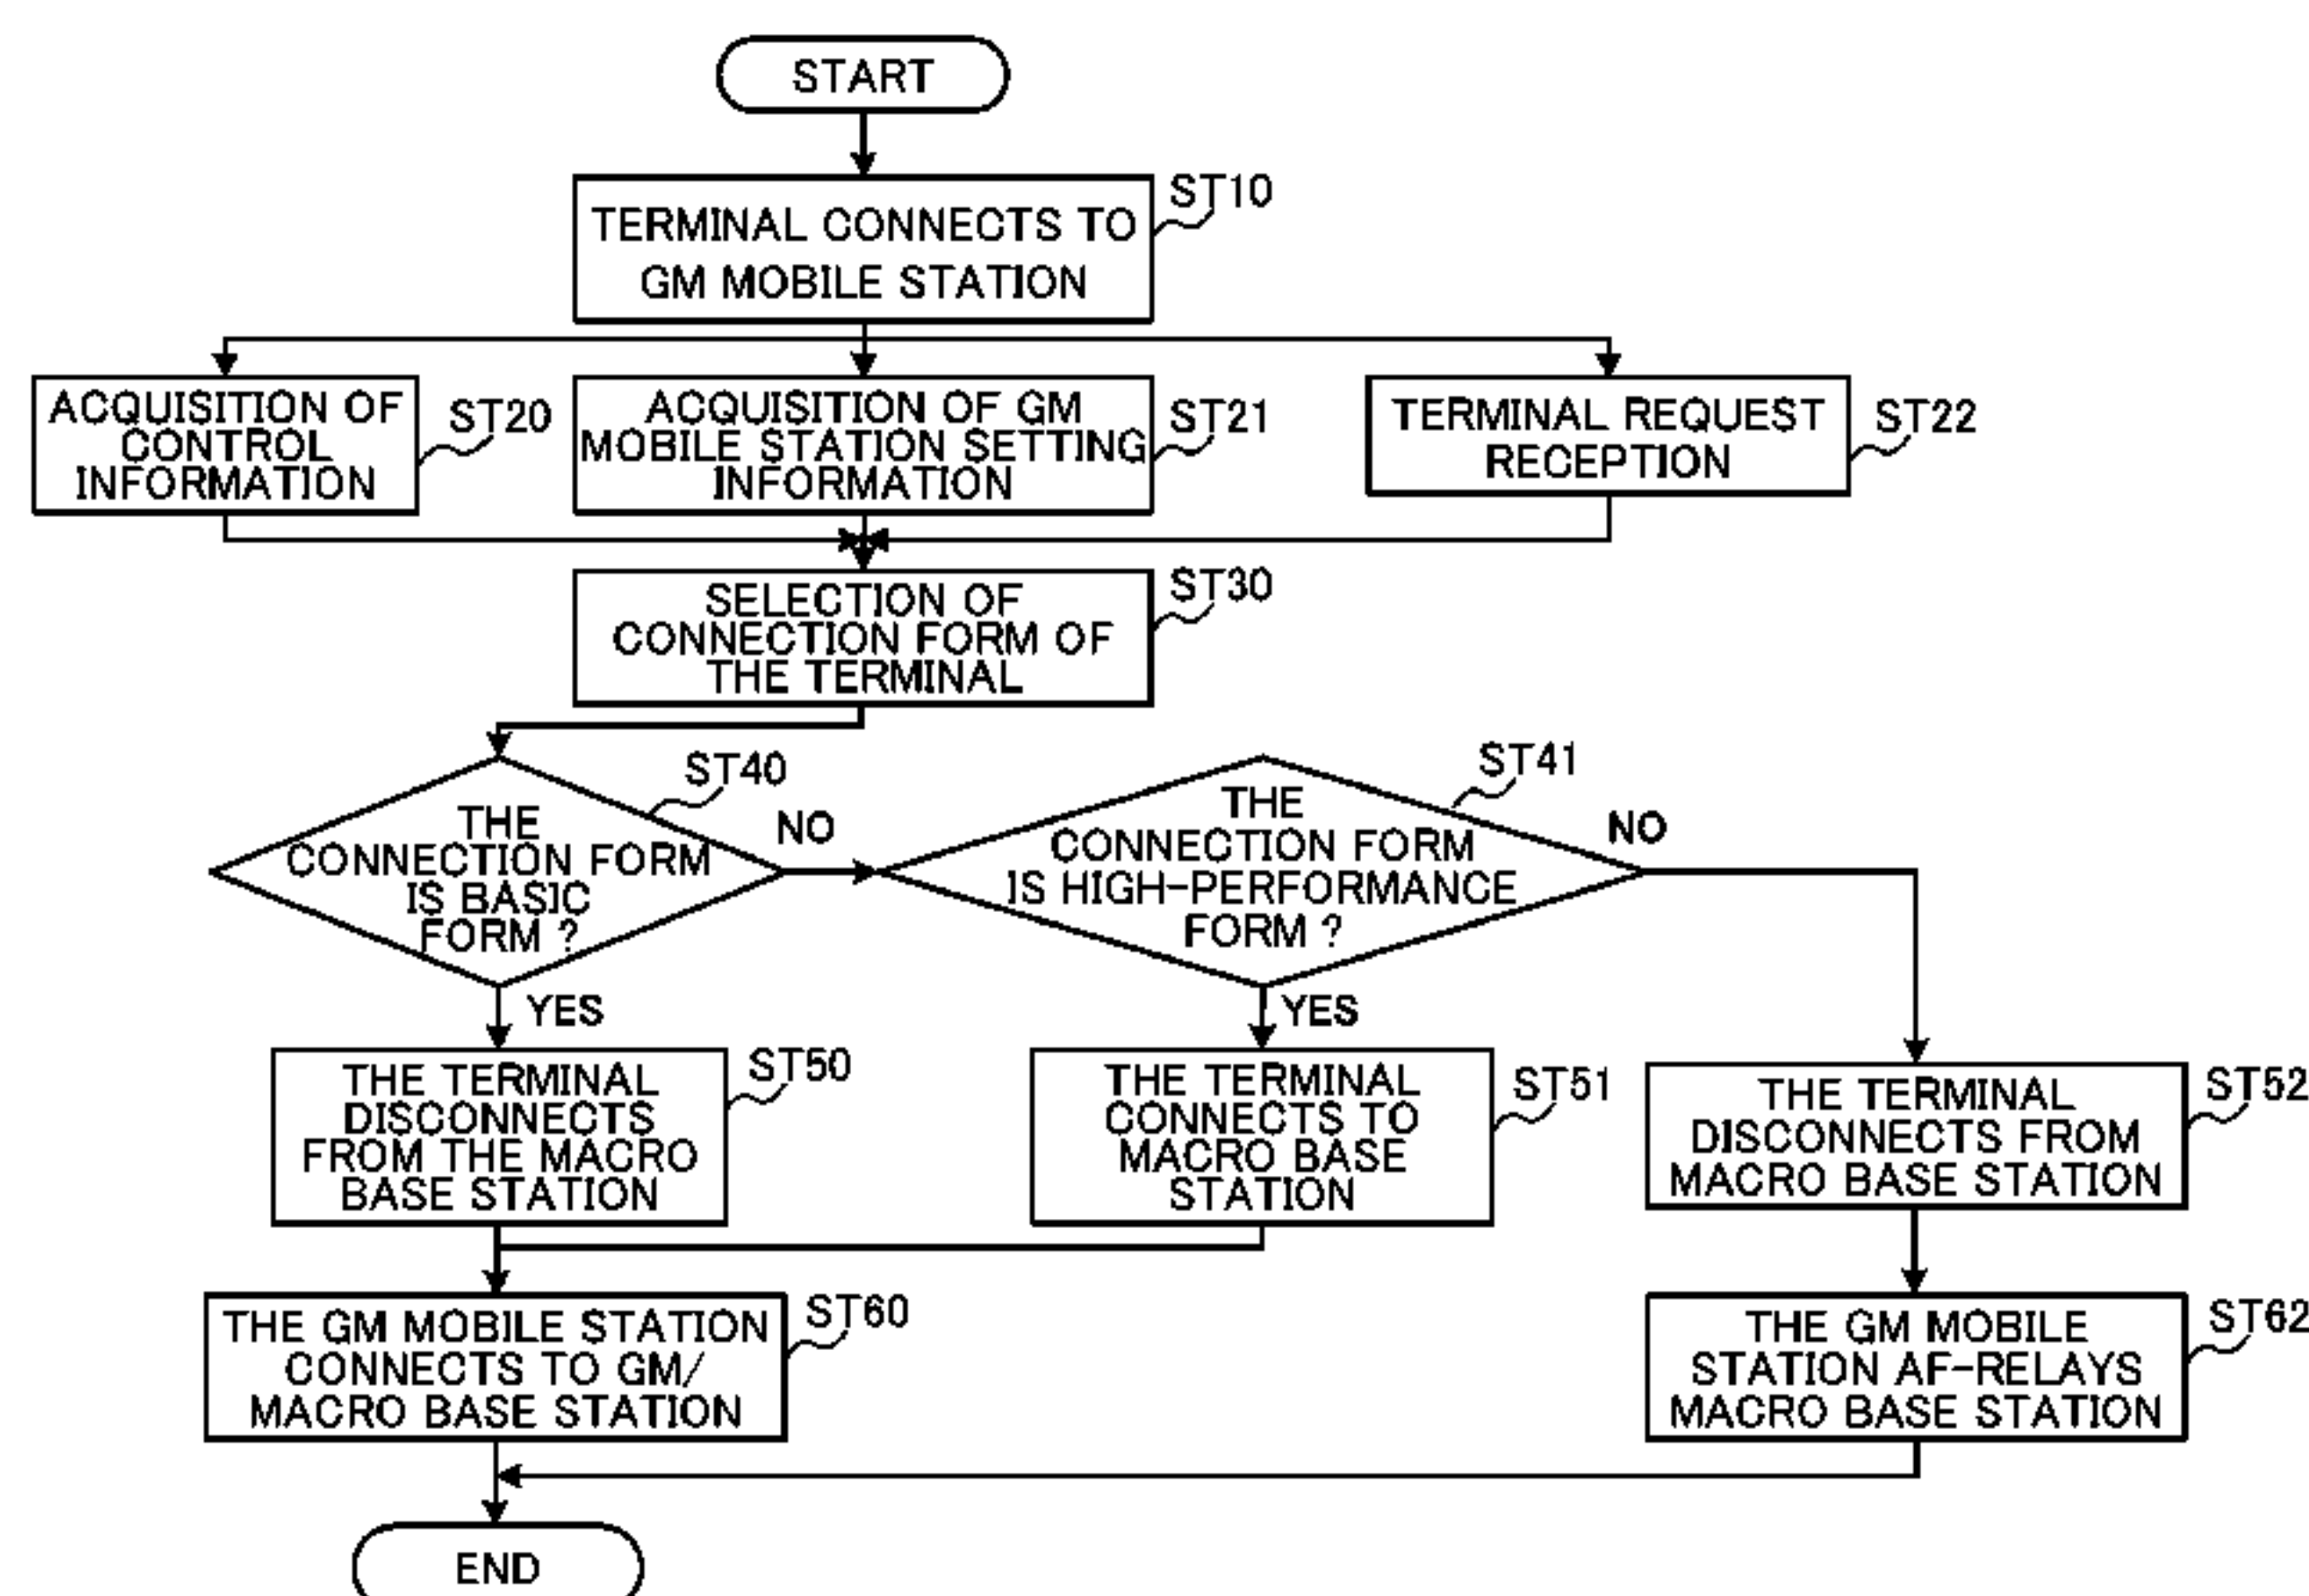 START
ST10
TERMINAL CONNECTS TO
GM MOBILE STATION
ACQUISITION OF
CONTROL
INFORMATION
ST20
ACQUISITION OF GM
MOBILE STATION SETTING
INFORMATION
ST21
TERMINAL REQUEST
RECEPTION
ST22
SELECTION OF
CONNECTION FORM OF
THE TERMINAL
ST30
ST40
THE
CONNECTION FORM
IS BASIC
FORM ?
NO
YES
ST41
THE
CONNECTION FORM
IS HIGH-PERFORMANCE
FORM ?
NO
YES
THE TERMINAL
DISCONNECTS
FROM THE MACRO
BASE STATION
ST50
THE TERMINAL
CONNECTS TO
MACRO BASE
STATION
ST51
THE TERMINAL
DISCONNECTS FROM
MACRO BASE STATION
ST52
THE GM MOBILE STATION
CONNECTS TO GM/
MACRO BASE STATION
ST60
THE GM MOBILE
STATION AF-RELAYS
MACRO BASE STATION
ST62
END